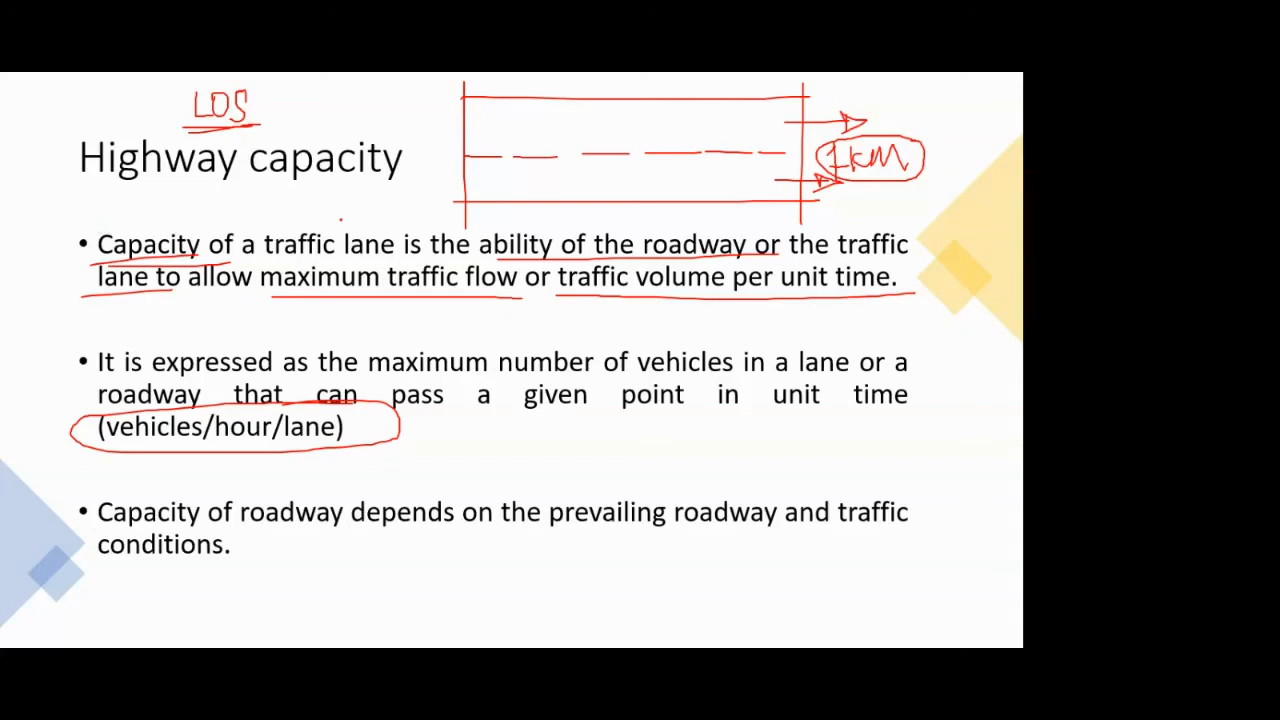 LOS
Highway capacity
1KM
• Capacity of a traffic lane is the ability of the roadway or the traffic
lane to allow maximum traffic flow or traffic volume per unit time.
• It is expressed as the maximum number of vehicles in a lane or a
roadway that can pass a given point in unit time
(vehicles/hour/lane)
• Capacity of roadway depends on the prevailing roadway and traffic
conditions.